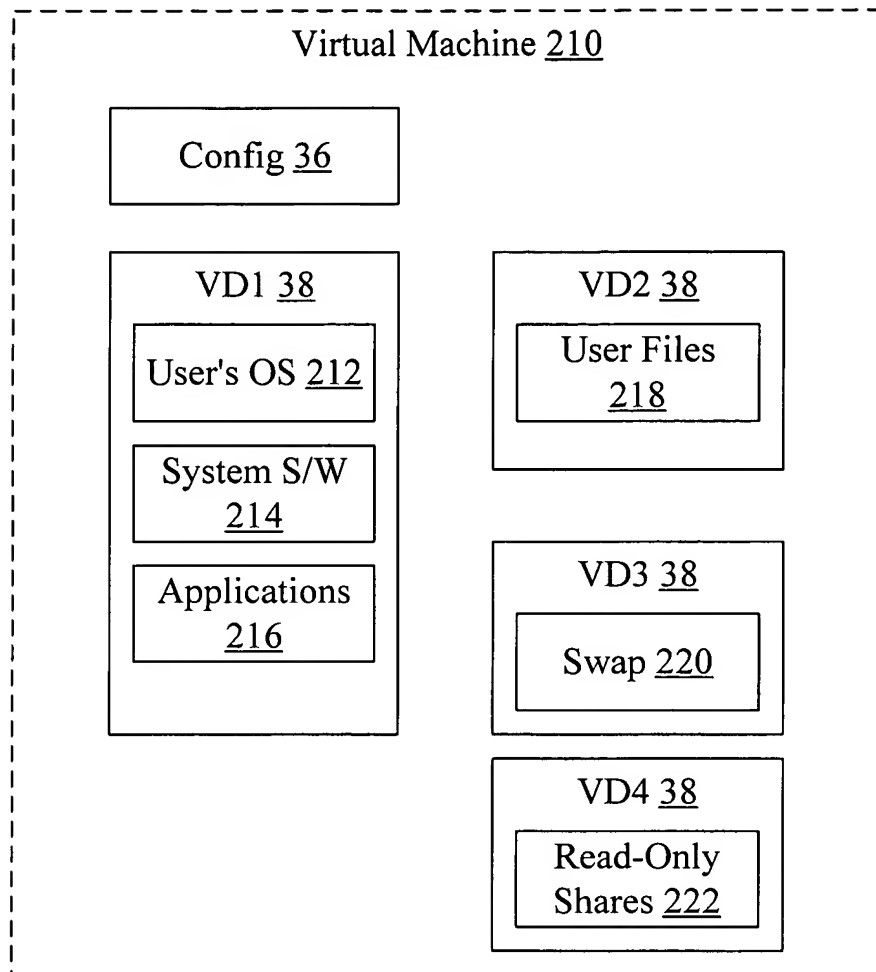 Virtual Machine 210
Config 36
VD1 38
User's OS 212
System S/W
214
Applications
216
VD2 38
User Files
218
VD3 38
Swap 220
VD4 38
Read-Only
Shares 222